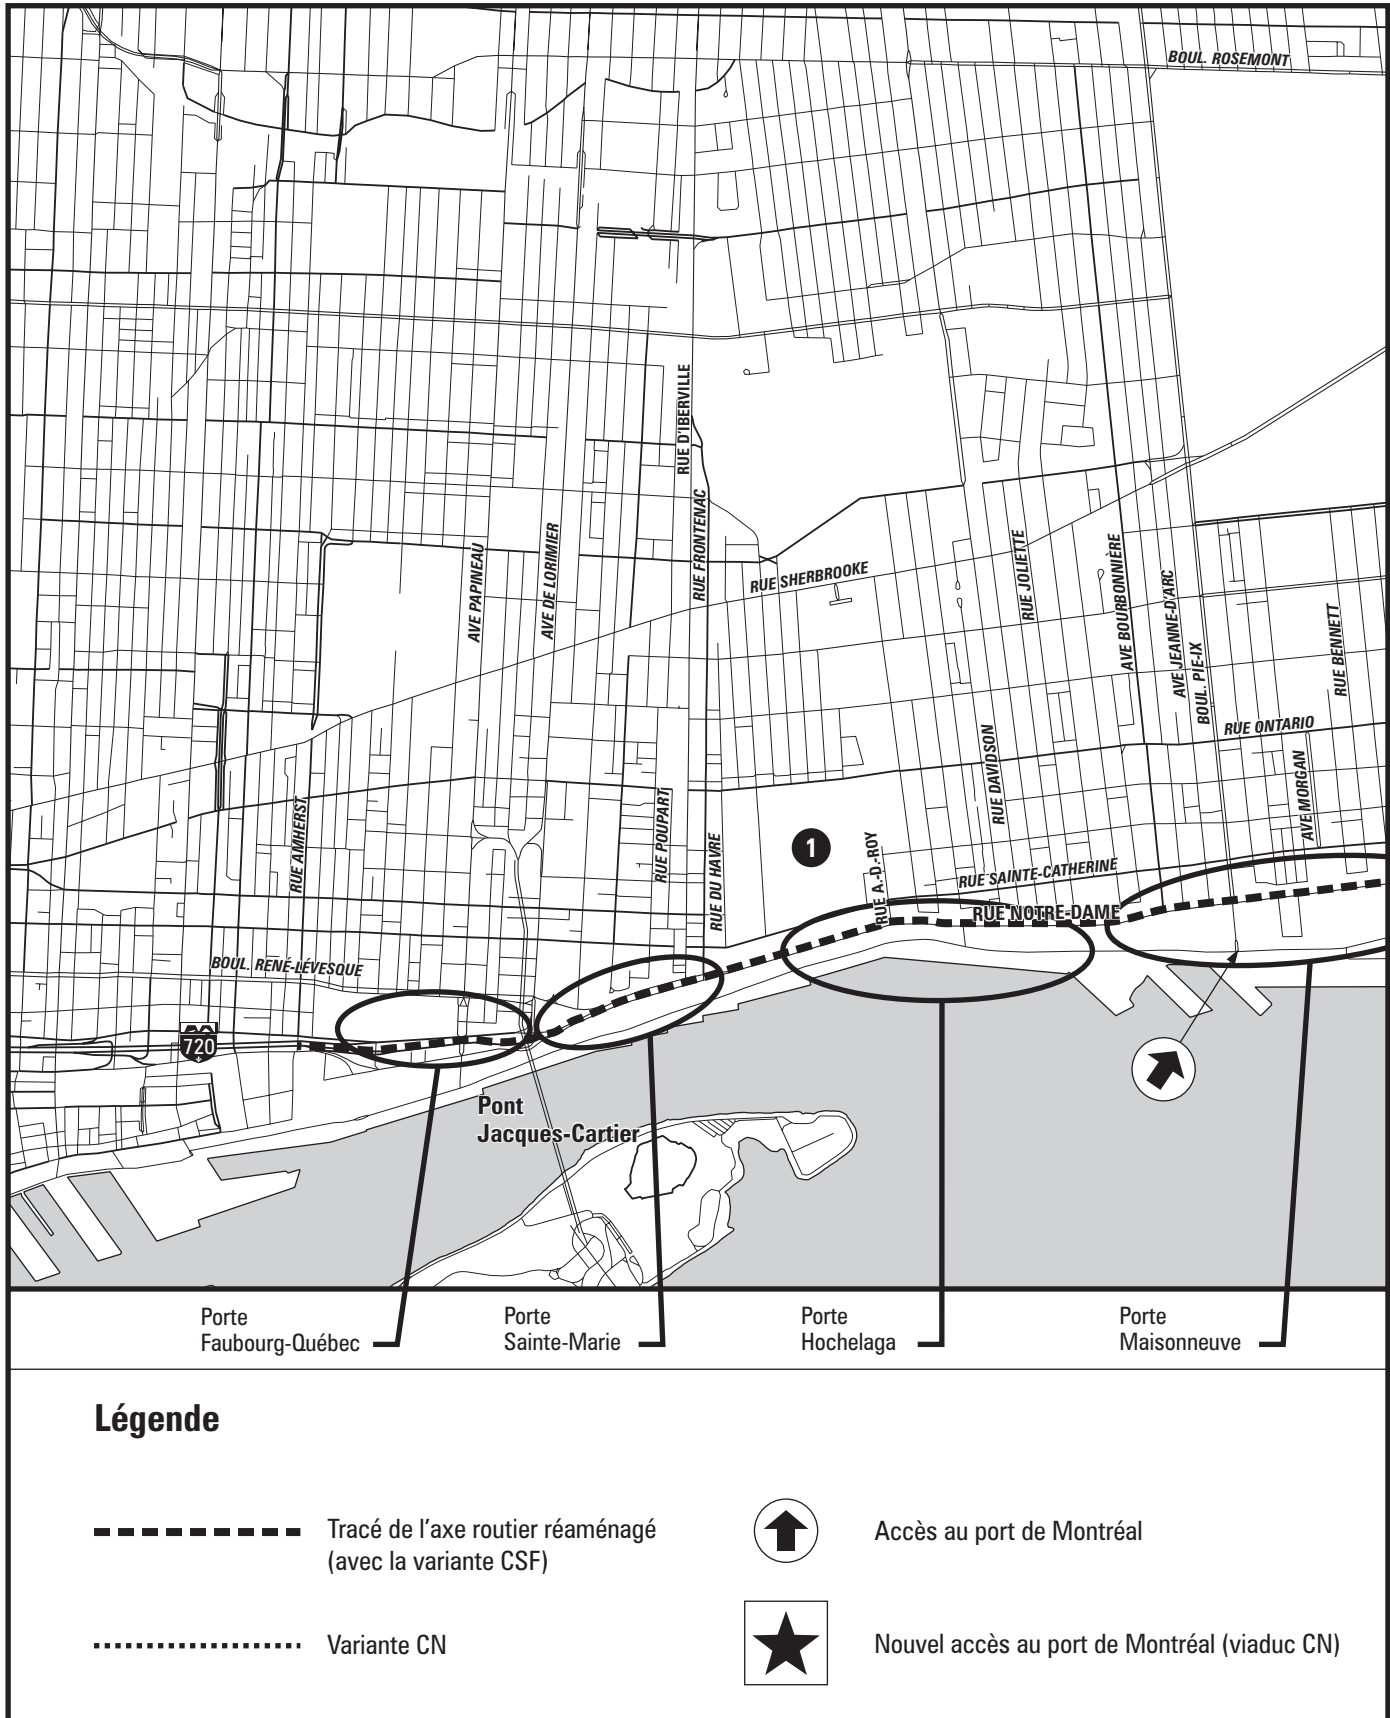 BOUL. ROSEMONT
RUE D'IBERVILLE
RUE FRONTENAC
AVE PAPINEAU
AVE DE LORIMIER
RUE SHERBROOKE
RUE JOLIETTE
AVE BOURBONNIÈRE
AVE JEANNE-D'ARC
BOUL. PIE-IX
RUE BENNETT
RUE ONTARIO
RUE AMHERST
RUE POUPART
RUE DU HAVRE
1
RUE A.-D.-ROY
RUE DAVIDSON
AVE MORGAN
RUE SAINTE-CATHERINE
RUE NOTRE-DAME
BOUL. RENÉ-LÉVESQUE
720
Pont
Jacques-Cartier
Porte
Faubourg-Québec
Porte
Sainte-Marie
Porte
Hochelaga
Porte
Maisonneuve
Légende
Tracé de l'axe routier réaménagé
(avec la variante CSF)
Accès au port de Montréal
Variante CN
Nouvel accès au port de Montréal (viaduc CN)